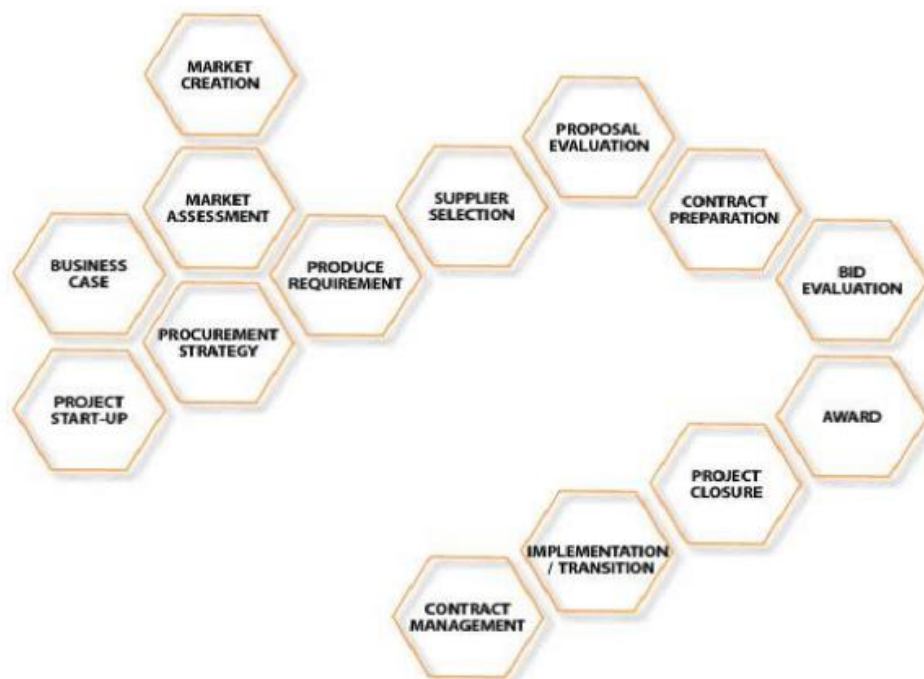 MARKET
CREATION
PROPOSAL
EVALUATION
MARKET
ASSESSMENT
SUPPLIER
SELECTION
CONTRACT
PREPARATION
BUSINESS
CASE
PRODUCE
REQUIREMENT
BID
EVALUATION
PROCUREMENT
STRATEGY
PROJECT
START-UP
AWARD
PROJECT
CLOSURE
IMPLEMENTATION
/ TRANSITION
CONTRACT
MANAGEMENT